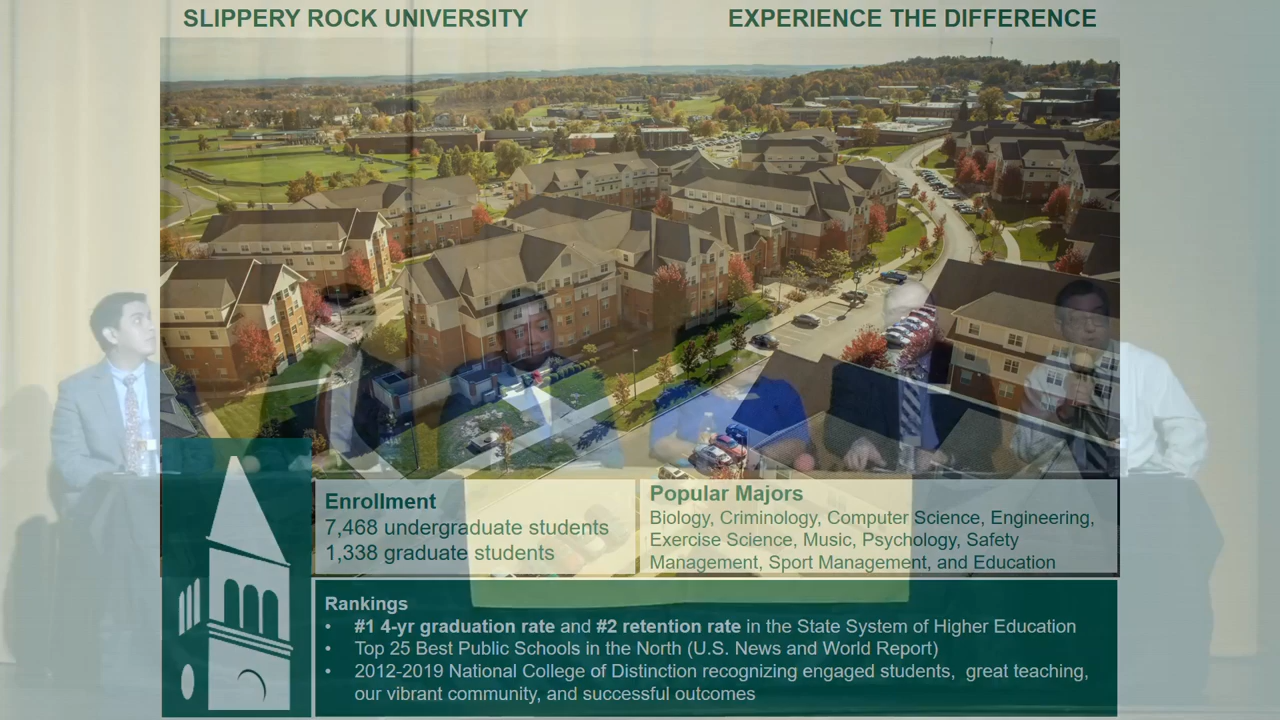 SLIPPERY ROCK UNIVERSITY
EXPERIENCE THE DIFFERENCE
Enrollment
7,468 undergraduate students
1,338 graduate students
Popular Majors
Biology, Criminology, Computer Science, Engineering,
Exercise Science, Music, Psychology, Safety
Management, Sport Management, and Education
Rankings
• #1 4-yr graduation rate and #2 retention rate in the State System of Higher Education
• Top 25 Best Public Schools in the North (U.S. News and World Report)
• 2012-2019 National College of Distinction recognizing engaged students, great teaching,
our vibrant community, and successful outcomes